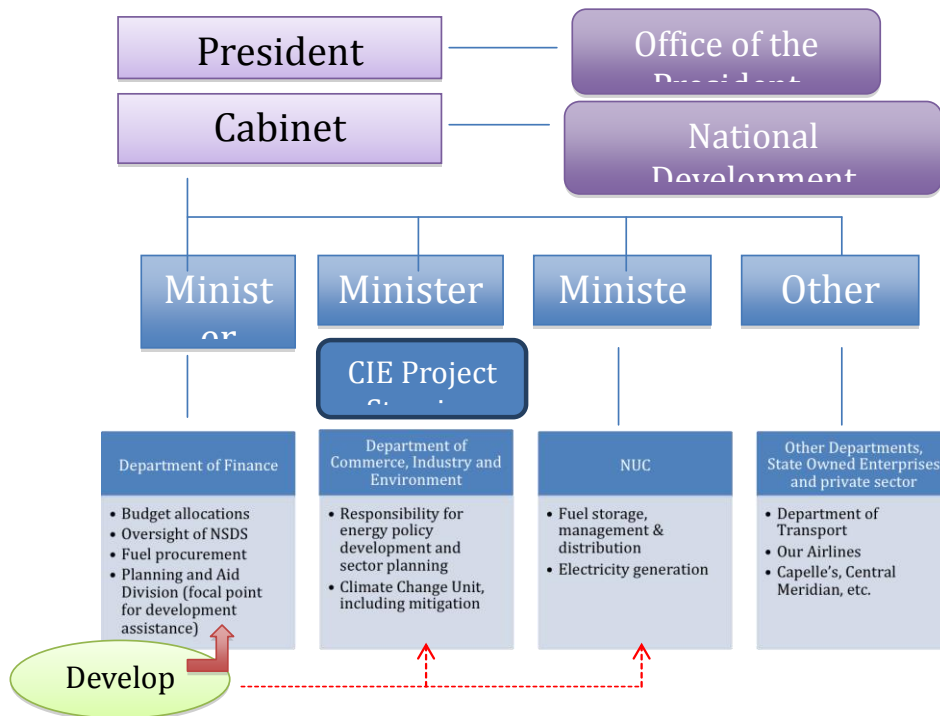 President
Office of the
President
Cabinet
National
Development
Minist
er
Minister
Ministe
Other
CIE Project
Department of Finance
• Budget allocations
• Oversight of NSDS
• Fuel procurement
• Planning and Aid
Division (focal point
for development
assistance)
Department of
Commerce, Industry and
Environment
• Responsibility for
energy policy
development and
sector planning
• Climate Change Unit,
including mitigation
NUC
• Fuel storage,
management &
distribution
• Electricity generation
Other Departments,
State Owned Enterprises
and private sector
• Department of
Transport
• Our Airlines
• Capelle's, Central
Meridian, etc.
Develop